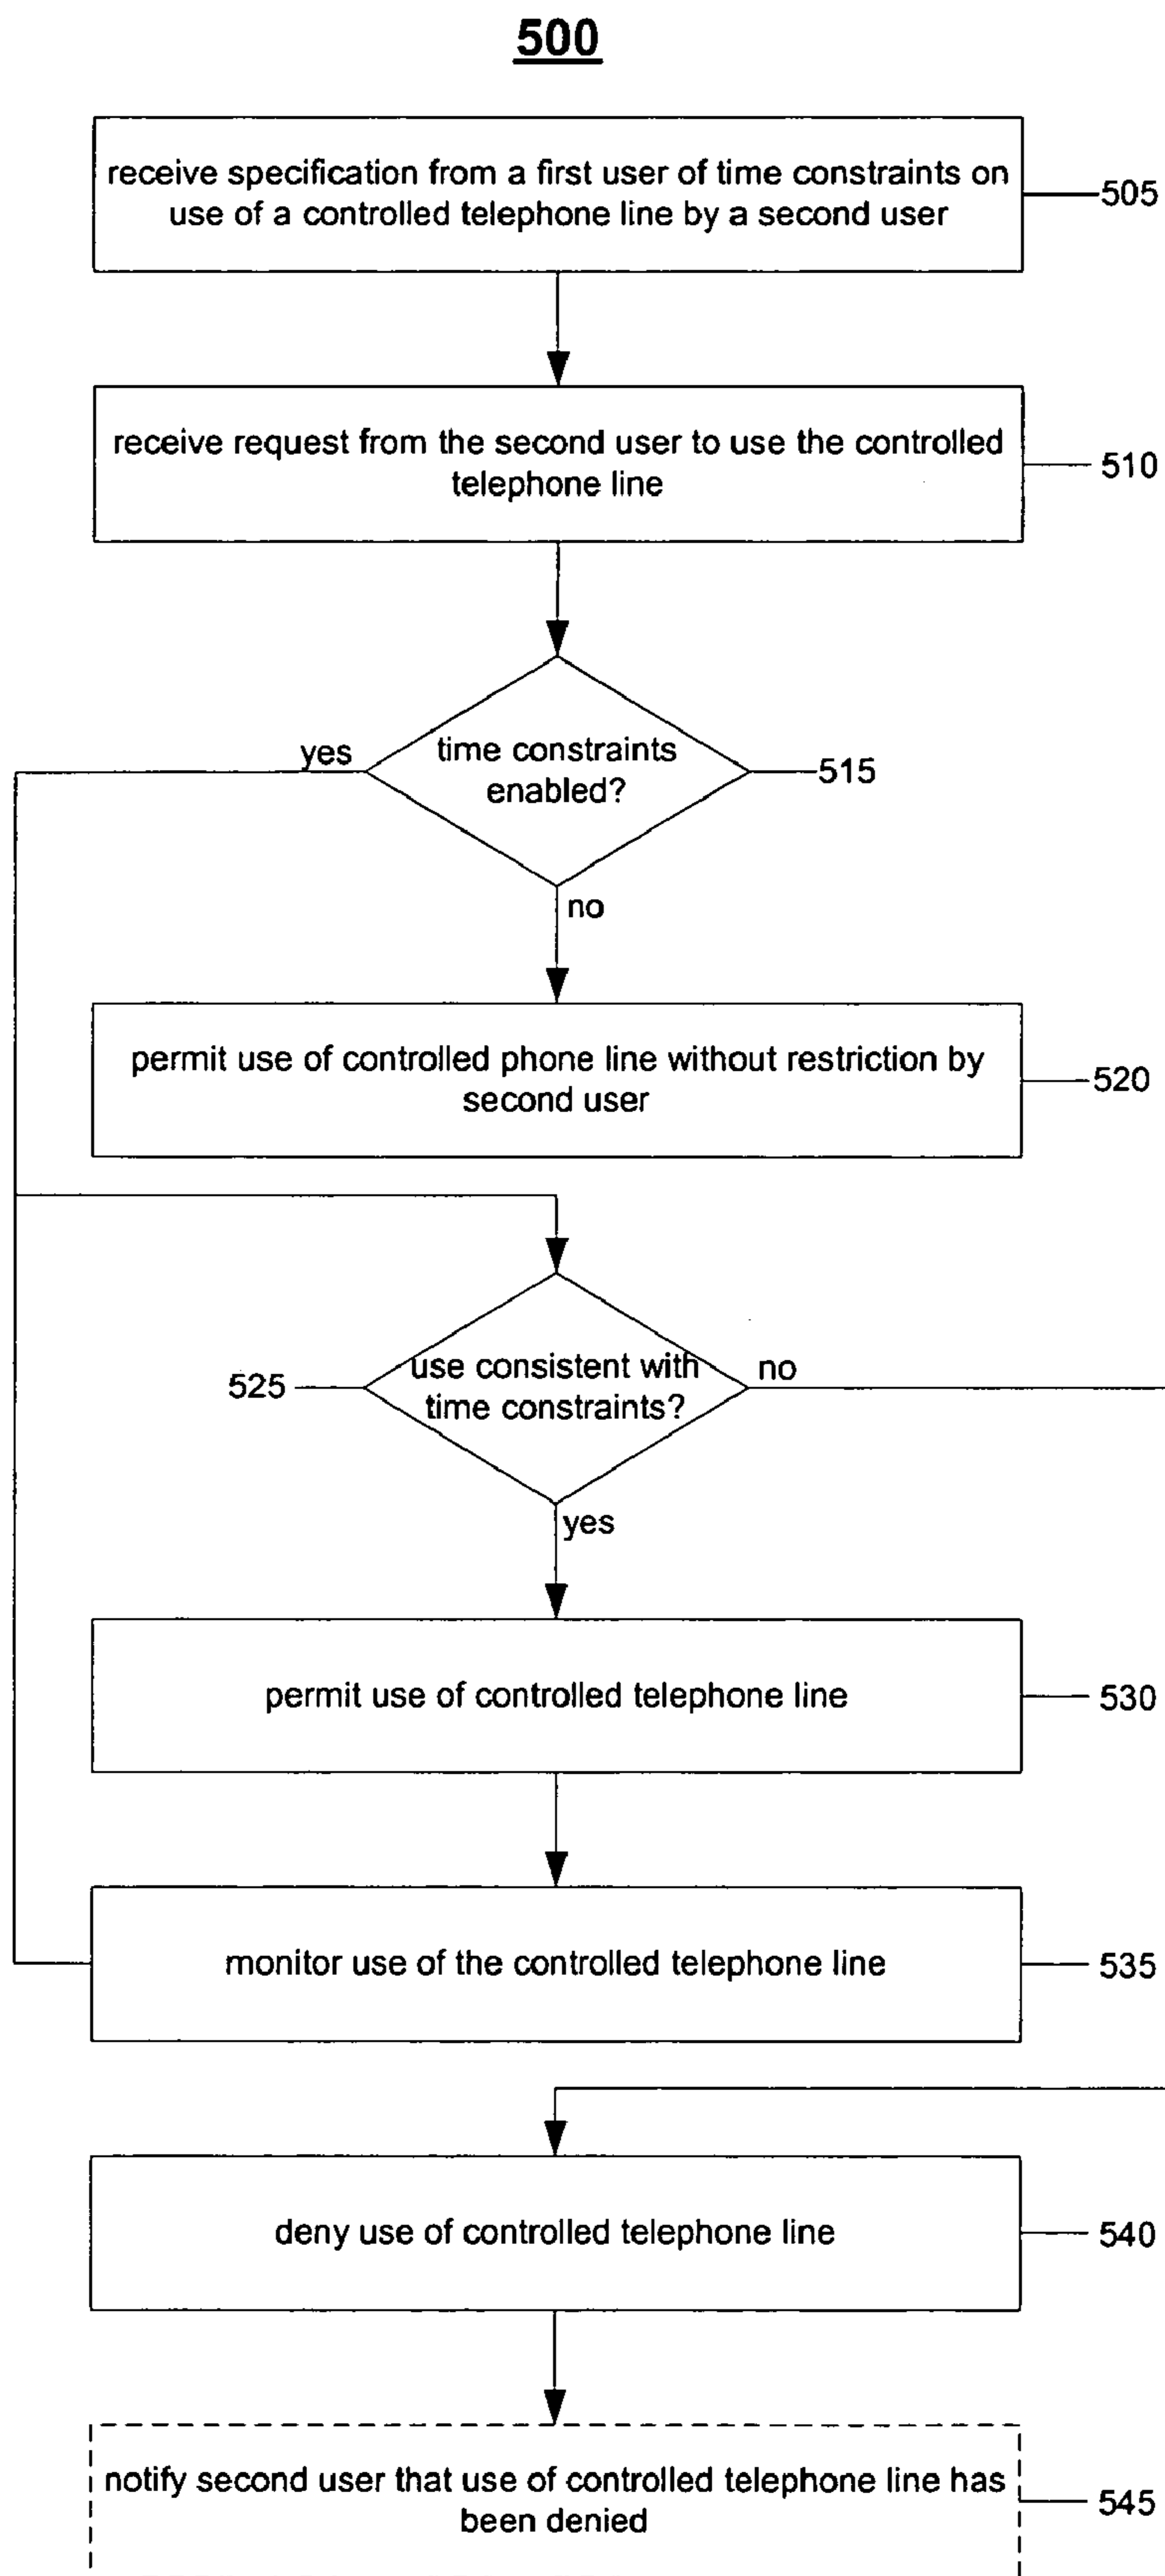 500
receive specification from a first user of time constraints on
use of a controlled telephone line by a second user
505
receive request from the second user to use the controlled
telephone line
510
yes
time constraints
enabled?
515
no
permit use of controlled phone line without restriction by
second user
520
525
use consistent with
time constraints?
no
yes
permit use of controlled telephone line
530
monitor use of the controlled telephone line
535
deny use of controlled telephone line
540
notify second user that use of controlled telephone line has
been denied
545